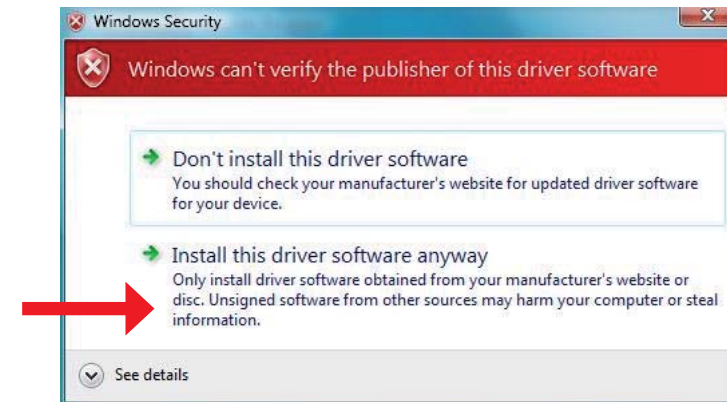 Windows Security
Windows can't verify the publisher of this driver software
Don't install this driver software
You should check your manufacturer's website for updated driver software
for your device.
Install this driver software anyway
Only install driver software obtained from your manufacturer's website or
disc. Unsigned software from other sources may harm your computer or steal
information.
See details